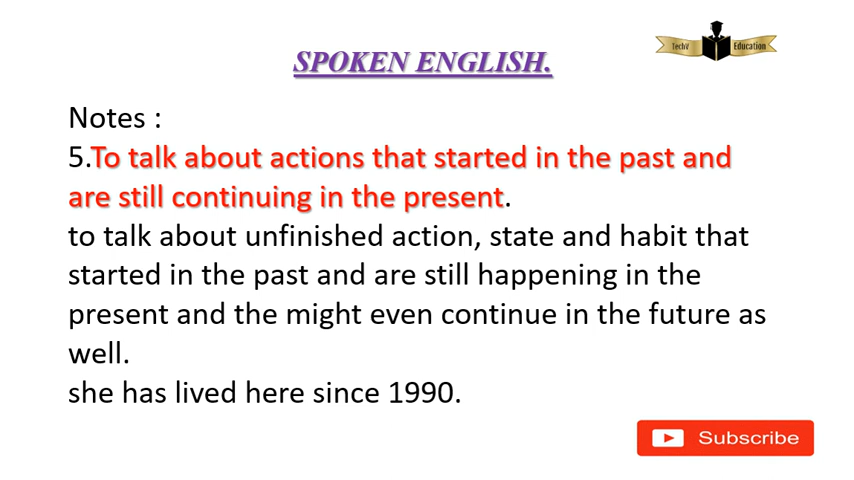 TechV Education
SPOKEN ENGLISH.
Notes :
5.To talk about actions that started in the past and
are still continuing in the present.
to talk about unfinished action, state and habit that
started in the past and are still happening in the
present and the might even continue in the future as
well.
she has lived here since 1990.
Subscribe